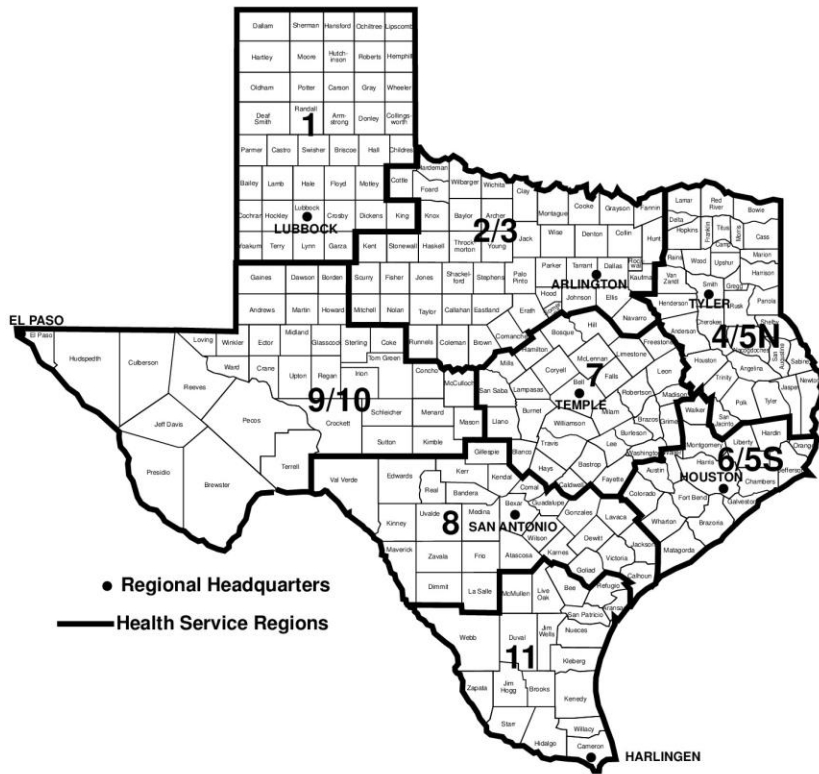 Dallam Sherman Hansford Ochiltree Lipscomb
Hartley Moore Hutch-
inson Roberts Hemphill
Oldham Potter Carson Gray Wheeler
Deaf
Smith Randall Arm-
strong Donley Collings-
worth
1
Parmer Castro Swisher Briscoe Hall Childress
Hardeman
Bailey Lamb Hale Floyd Motley Cottle Foard Wilbarger Wichita Clay
Cochran Hockley Lubbock Crosby Dickens King Knox Baylor Archer Montague Cooke Grayson Fannin
LUBBOCK
2/3
Lamar Red
River Bowie
Delta Hopkins Franklin Titus Morris Cass
Camp
Yoakum Terry Lynn Garza Kent Stonewall Haskell Throck
morton Young Jack Wise Denton Collin Hunt
Rains Wood Upshur Marion
Harrison
Gaines Dawson Borden Scurry Fisher Jones Shackel-
ford Stephens Palo
Pinto Parker Tarrant Dallas Rock
wall Kaufman Van
Zandt Smith Gregg
ARLINGTON
TYLER
Andrews Martin Howard Mitchell Nolan Taylor Callahan Eastland Erath Hood Johnson Ellis Henderson Rusk Panola
Navarro
4/5N
EL PASO
El Paso Hudspeth Culberson Loving Winkler Ector Midland Glasscock Sterling Coke Runnels Coleman Brown Comanche Hamilton Bosque Hill Freestone Anderson Cherokee Shelby
Nacogdoches San
Augustine Sabine
Reeves Ward Crane Upton Regan Irion Tom Green Concho McCulloch San Saba Mills Coryell McLennan Limestone Falls Leon Houston Angelina Newton
7
Lampasas Bell Robertson Madison Trinity Polk Tyler Jasper
TEMPLE
9/10
Jeff Davis Pecos Crockett Schleicher Menard Mason Llano Burnet Williamson Milam Brazos Grimes Walker San
Jacinto
Sutton Kimble Burleson
Presidio Brewster Terrell
Travis Lee Washington Montgomery Liberty Hardin
Orange
6/5S
Gillespie Blanco Hays Bastrop Austin Harris Jefferson
HOUSTON
Val Verde Edwards Kerr Kendal Comal Caldwell Fayette Colorado Fort Bend Chambers
Galveston
Real Bandera Guadalupe
Kinney Uvalde Medina Bexar Gonzales Lavaca Wharton Brazoria
8
SAN ANTONIO
Wilson Dewitt Jackson Matagorda
Maverick Zavala Frio Atascosa Karnes Victoria
Goliad Calhoun
Dimmit La Salle McMullen Live
Oak Bee Refugio
Aransas
San Patricio
Regional Headquarters
Health Service Regions
Webb Duval Jim
Wells Nueces
11
Kleberg
Zapata Jim
Hogg Brooks Kenedy
Starr Willacy
Hidalgo Cameron
HARLINGEN